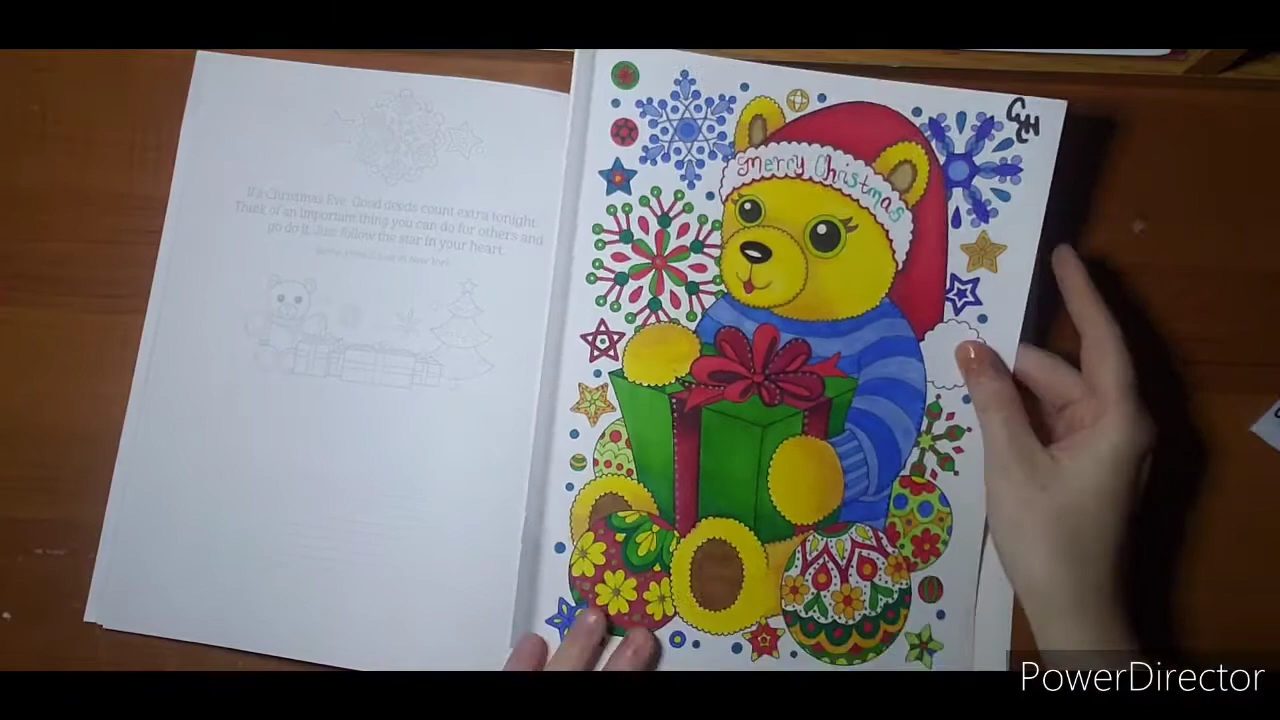 It's Christmas Eve. Good deeds count extra tonight.
Think of an important thing you can do for others and
go do it. Just follow the star in your heart.
Merry Christmas
PowerDirector